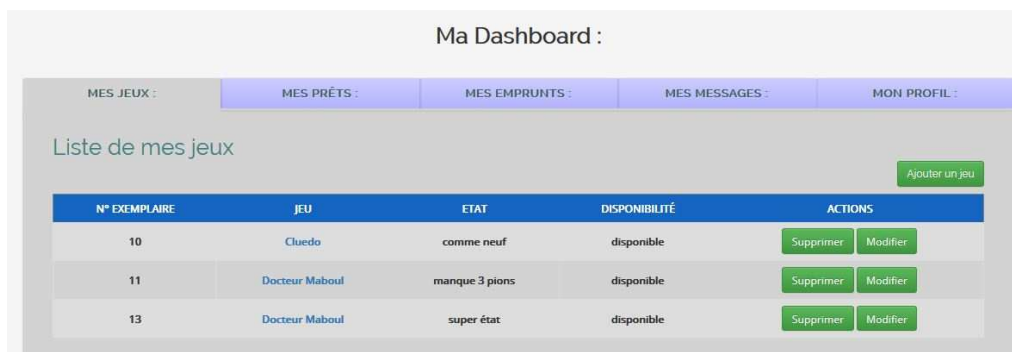 Ma Dashboard :
MES JEUX : MES PRÊTS : MES EMPRUNTS : MES MESSAGES : MON PROFIL :
Liste de mes jeux
Ajouter un jeu
N° EXEMPLAIRE JEU ETAT DISPONIBILITÉ ACTIONS
10 Cluedo comme neuf disponible Supprimer Modifier
11 Docteur Maboul manque 3 pions disponible Supprimer Modifier
13 Docteur Maboul super état disponible Supprimer Modifier